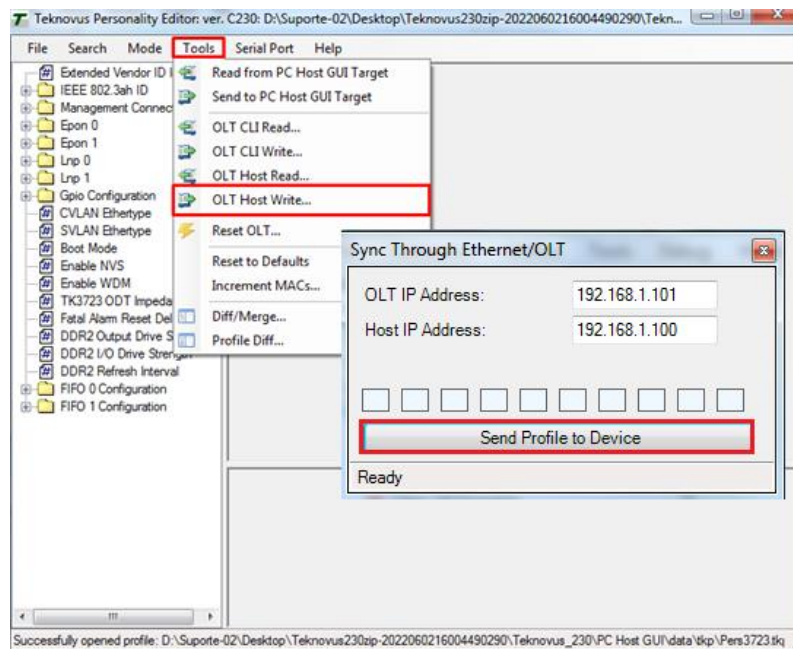 Teknovus Personality Editor: ver. C230: D:\Suporte-02\Desktop\Teknovus230zip-2022060216004490290\Tekn...
File Search Mode Tools Serial Port Help
Extended Vendor ID
IEEE 802.3ah ID
Management Connec
Epon 0
Epon 1
Lnp 0
Lnp 1
Gpio Configuration
CVLAN Ethertype
SVLAN Ethertype
Boot Mode
Enable NVS
Enable WDM
TK3723 ODT Impeda
Fatal Alarm Reset Del
DDR2 Output Drive S
DDR2 I/O Drive Strengt
DDR2 Refresh Interval
FIFO 0 Configuration
FIFO 1 Configuration
Read from PC Host GUI Target
Send to PC Host GUI Target
OLT CLI Read...
OLT CLI Write...
OLT Host Read...
OLT Host Write...
Reset OLT...
Reset to Defaults
Increment MACs...
Diff/Merge...
Profile Diff...
Sync Through Ethernet/OLT
OLT IP Address: 192.168.1.101
Host IP Address: 192.168.1.100
Send Profile to Device
Ready
Successfully opened profile: D:\Suporte-02\Desktop\Teknovus230zip-2022060216004490290\Teknovus_230\PC Host GUI\data\tkp\Pers3723.tkq